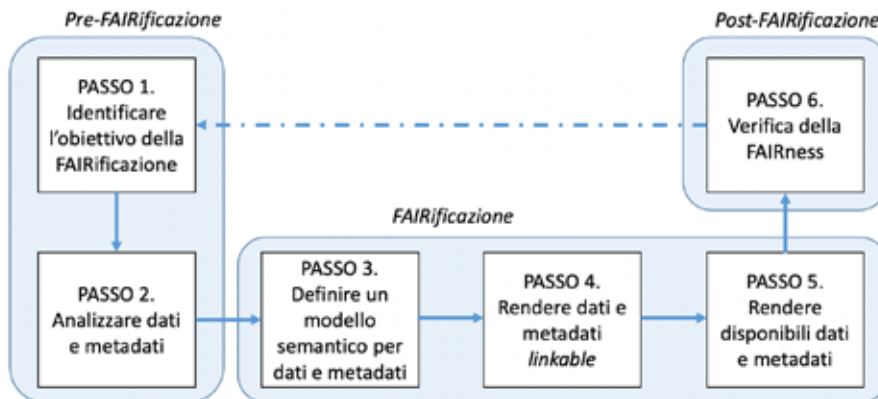 Pre-FAIRificazione
Post-FAIRificazione
PASSO 1.
Identificare
l'obiettivo della
FAIRificazione
PASSO 6.
Verifica della
FAIRness
FAIRificazione
PASSO 2.
Analizzare dati
e metadati
PASSO 3.
Definire un
modello
semantico per
dati e metadati
PASSO 4.
Rendere dati e
metadati
linkable
PASSO 5.
Rendere
disponibili dati
e metadati